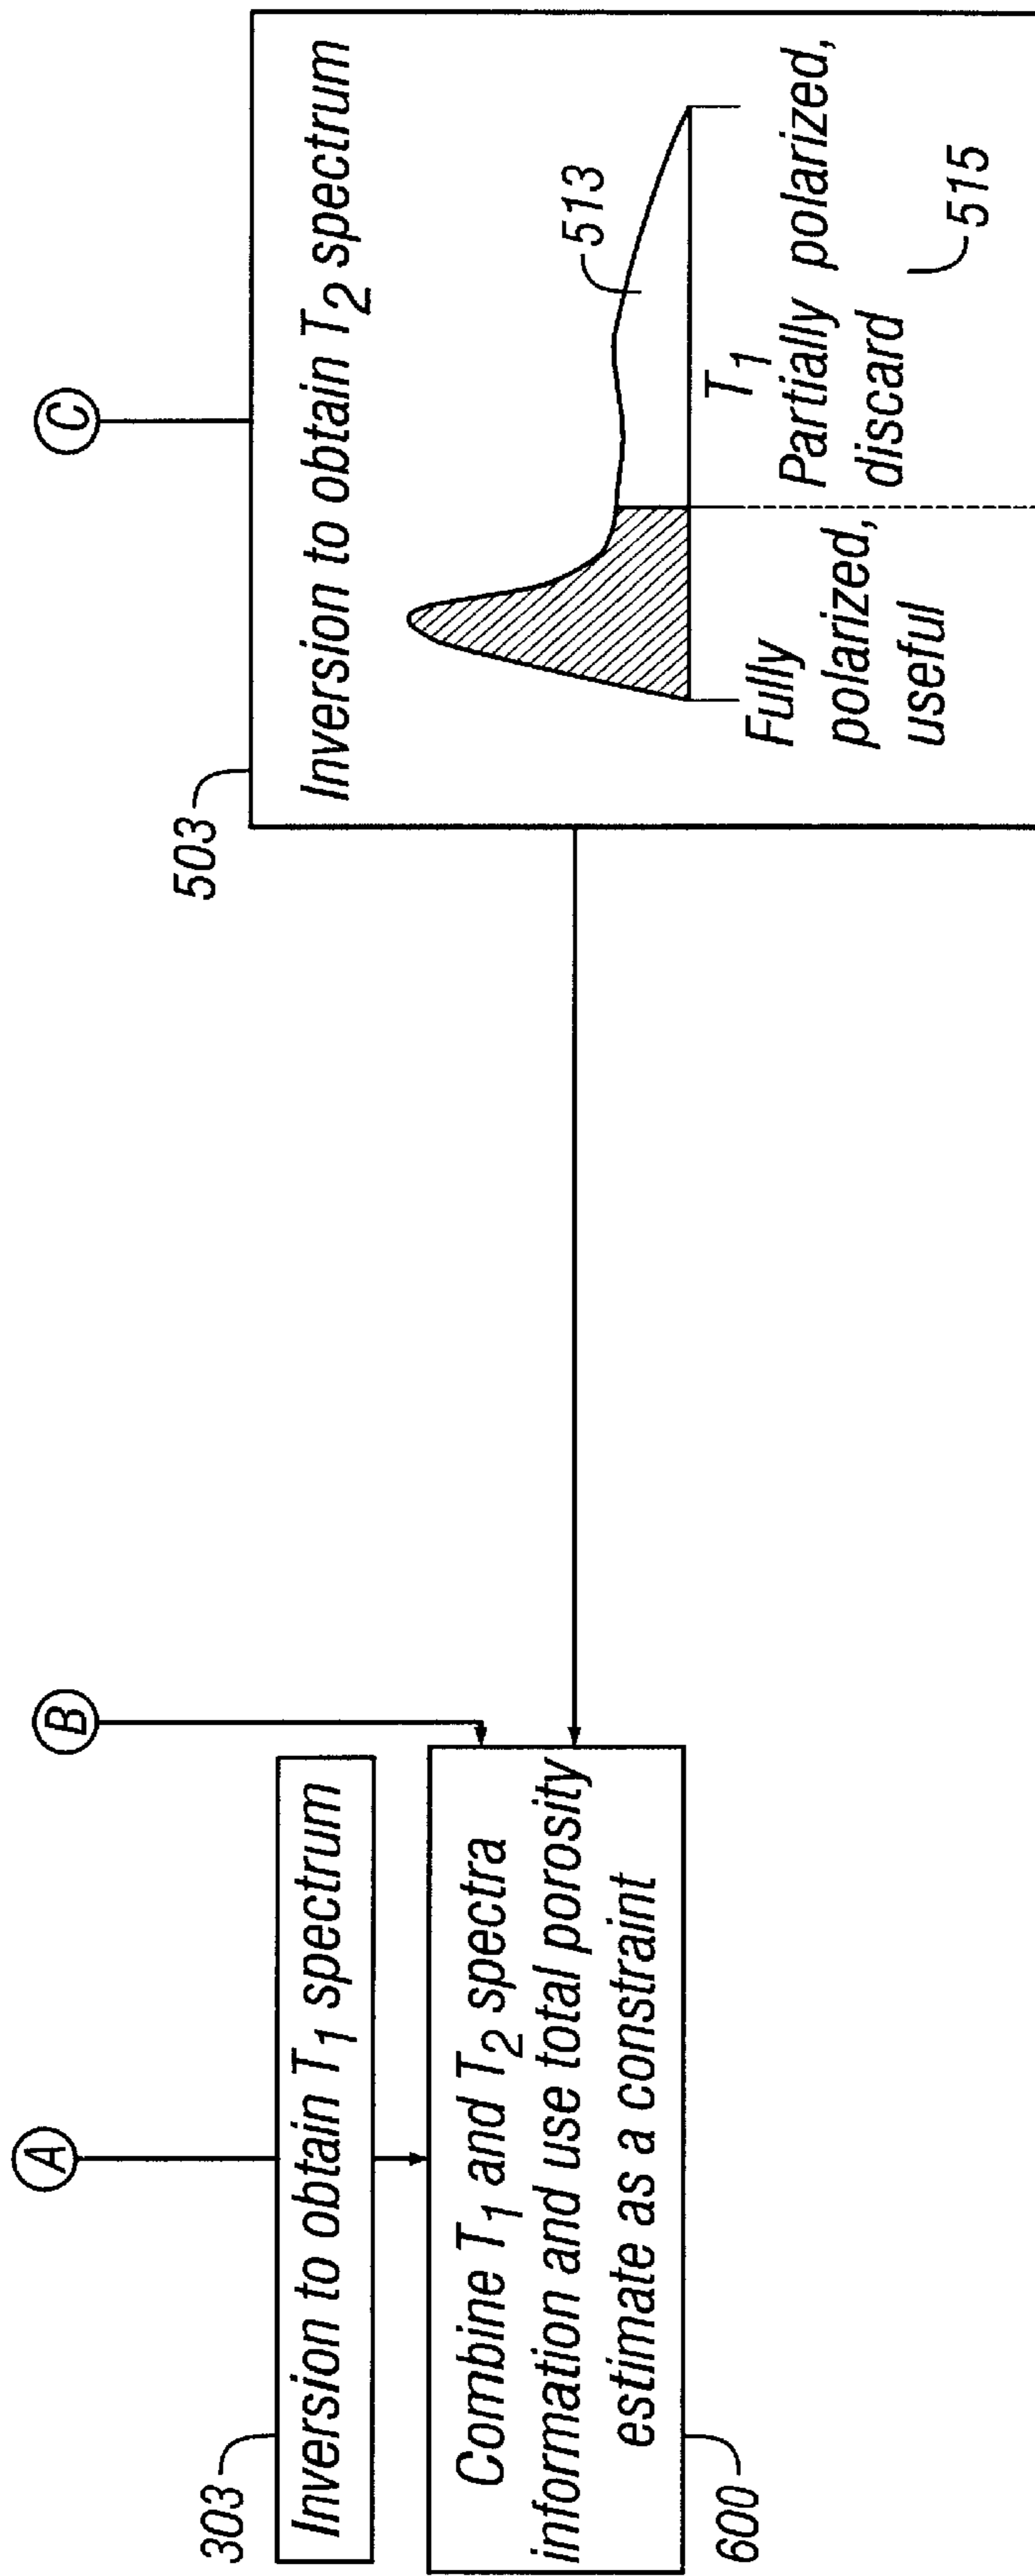 A
B
C
303
Inversion to obtain T1 spectrum
Combine T1 and T2 spectra
information and use total porosity
estimate as a constraint
600
503
Inversion to obtain T2 spectrum
513
T1
Fully
polarized,
useful
Partially polarized,
discard
515